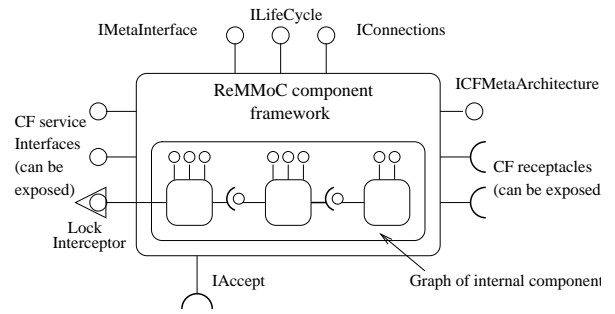 ILifeCycle
IMetaInterface
IConnections
ReMMoC component
framework
ICFMetaArchitecture
CF service
Interfaces
(can be
exposed)
CF receptacles
(can be exposed
Lock
Interceptor
IAccept
Graph of internal component